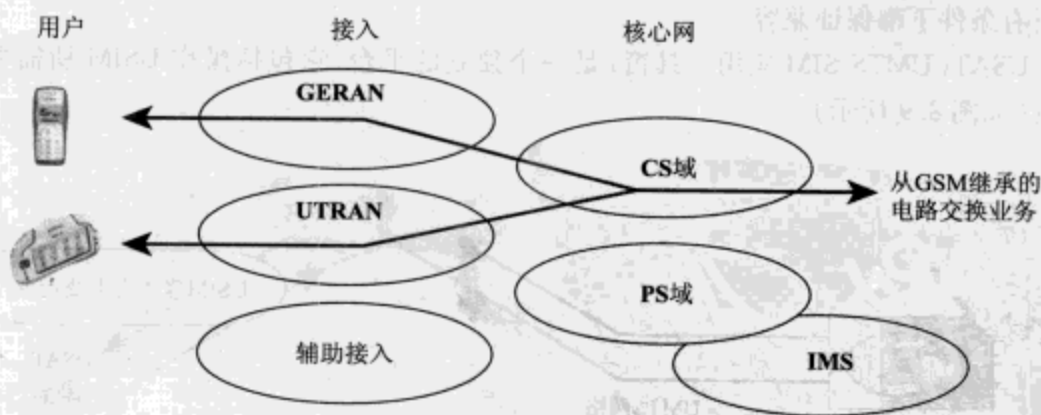 用户
接入
核心网
GERAN
CS域
从GSM继承的
电路交换业务
UTRAN
PS域
辅助接入
IMS